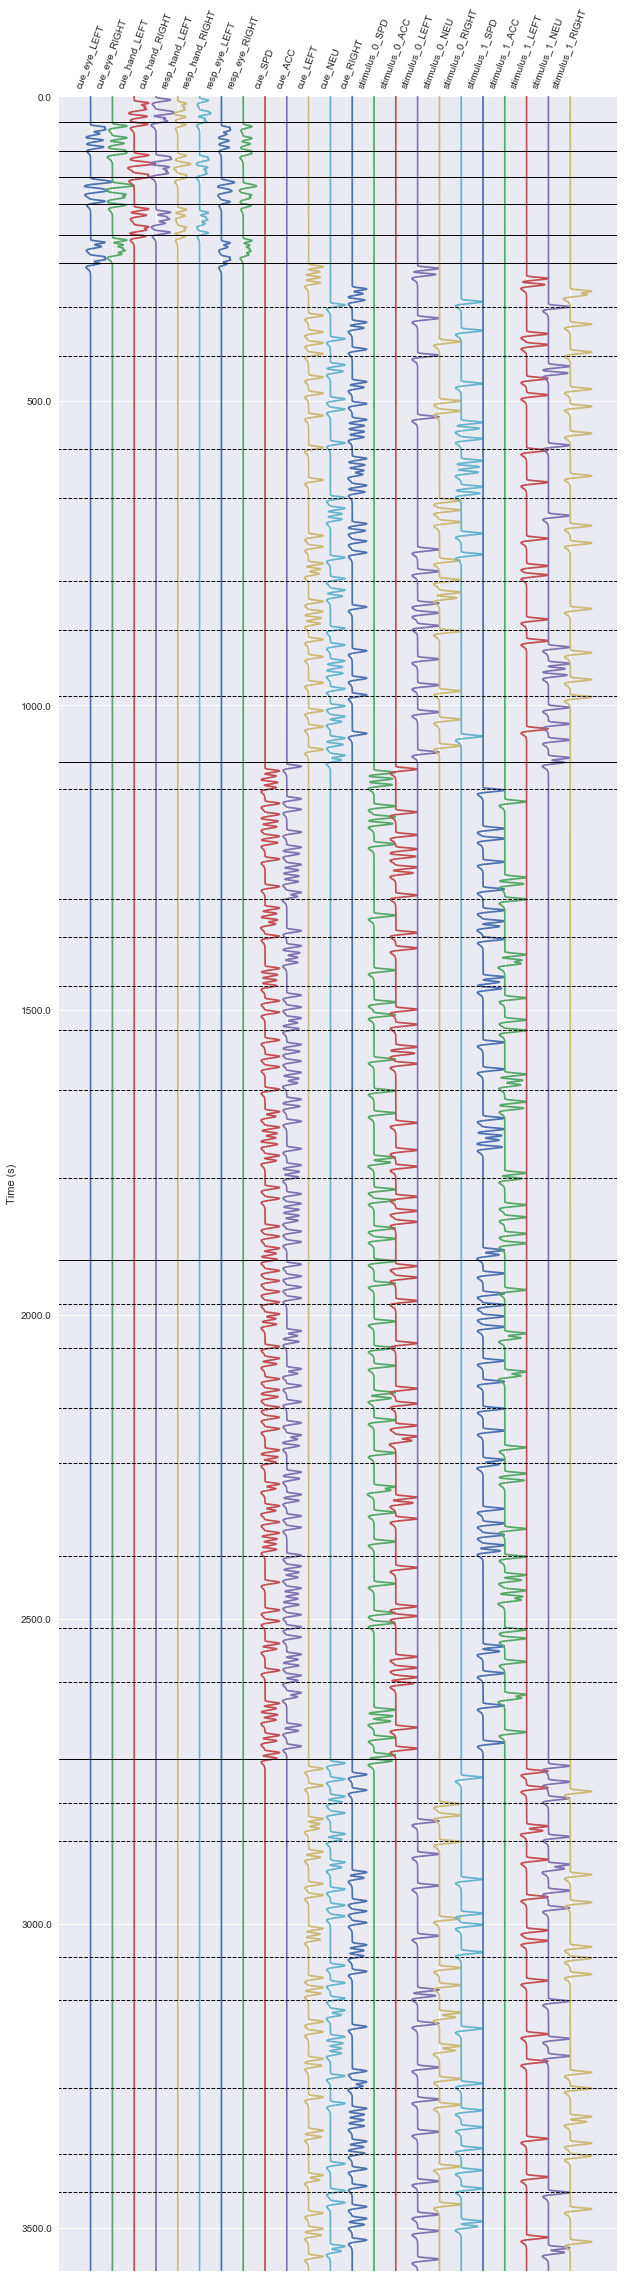 cue_eye_LEFT
cue_eye_RIGHT
cue_hand_LEFT
cue_hand_RIGHT
resp_hand_LEFT
resp_hand_RIGHT
resp_eye_LEFT
resp_eye_RIGHT
cue_SPD
cue_ACC
cue_LEFT
cue_NEU
cue_RIGHT
stimulus_0_SPD
stimulus_0_ACC
stimulus_0_LEFT
stimulus_0_NEU
stimulus_0_RIGHT
stimulus_1_SPD
stimulus_1_ACC
stimulus_1_LEFT
stimulus_1_NEU
stimulus_1_RIGHT
0.0
500.0
1000.0
1500.0
Time (s)
2000.0
2500.0
3000.0
3500.0